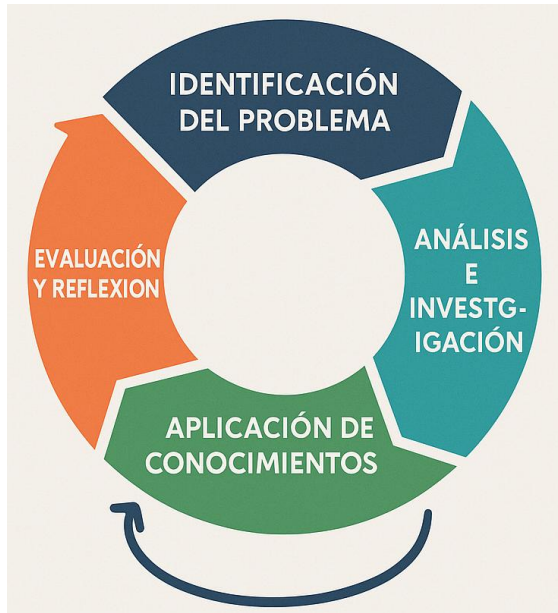 IDENTIFICACIÓN
DEL PROBLEMA
ANÁLISIS
E
INVESTG-
IGACIÓN
APLICACIÓN DE
CONOCIMIENTOS
EVALUACIÓN
Y REFLEXION